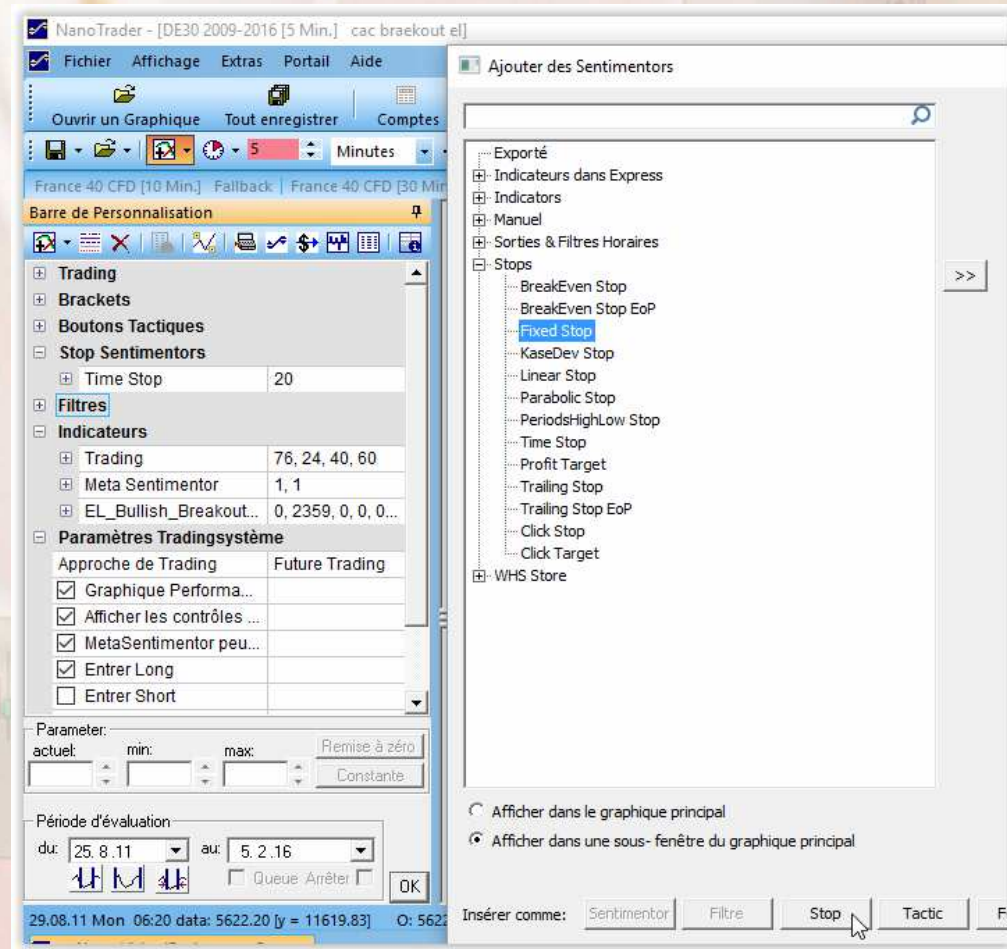 NanoTrader - [DE30 2009-2016 [5 Min.] cac braekout el]
Fichier Affichage Extras Portail Aide
Ouvrir un Graphique Tout enregistrer Comptes
5 Minutes
France 40 CFD [10 Min.] Fallback France 40 CFD [30 Min
Barre de Personnalisation
Trading
Brackets
Boutons Tactiques
Stop Sentimentors
Time Stop 20
Filtres
Indicateurs
Trading 76, 24, 40, 60
Meta Sentimentor 1, 1
EL_Bullish_Breakout... 0, 2359, 0, 0, 0...
Paramètres Tradingsystème
Approche de Trading Future Trading
Graphique Performa...
Afficher les contrôles ...
MetaSentimentor peu...
Entrer Long
Entrer Short
Parameter:
actuel: min: max: Remise à zéro
Constante
Période d'évaluation
du: 25. 8 .11 au: 5. 2 .16
Queue Arrêter OK
29.08.11 Mon 06:20 data: 5622.20 [y = 11619.83] O: 5622
Ajouter des Sentimentors
Exporté
Indicateurs dans Express
Indicators
Manuel
Sorties & Filtres Horaires
Stops
BreakEven Stop
BreakEven Stop EoP
Fixed Stop
KaseDev Stop
Linear Stop
Parabolic Stop
PeriodsHighLow Stop
Time Stop
Profit Target
Trailing Stop
Trailing Stop EoP
Click Stop
Click Target
WHS Store
>>
Afficher dans le graphique principal
Afficher dans une sous- fenêtre du graphique principal
Insérer comme: Sentimentor Filtre Stop Tactic F